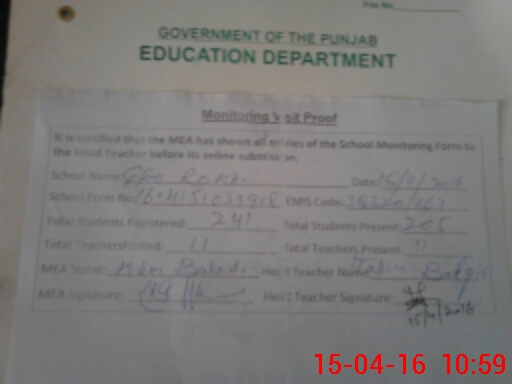 File No
GOVERNMENT OF THE PUNJAB
EDUCATION DEPARTMENT
Monitoring Visit Proof
It is certified that the MEA has shown all entries of the School Monitoring Form to
the Head Teacher before its online submission.
School Name: Date: 15/4/2016
School Form No: EMIS Code:
Total Students Registered: 241 Total Students Present: 205
Total Teachers Posted: 11 Total Teachers Present: 11
MEA Name: Head Teacher Name:
MEA Signature: Head Teacher Signature:
15/4/2016
15-04-16 10:59